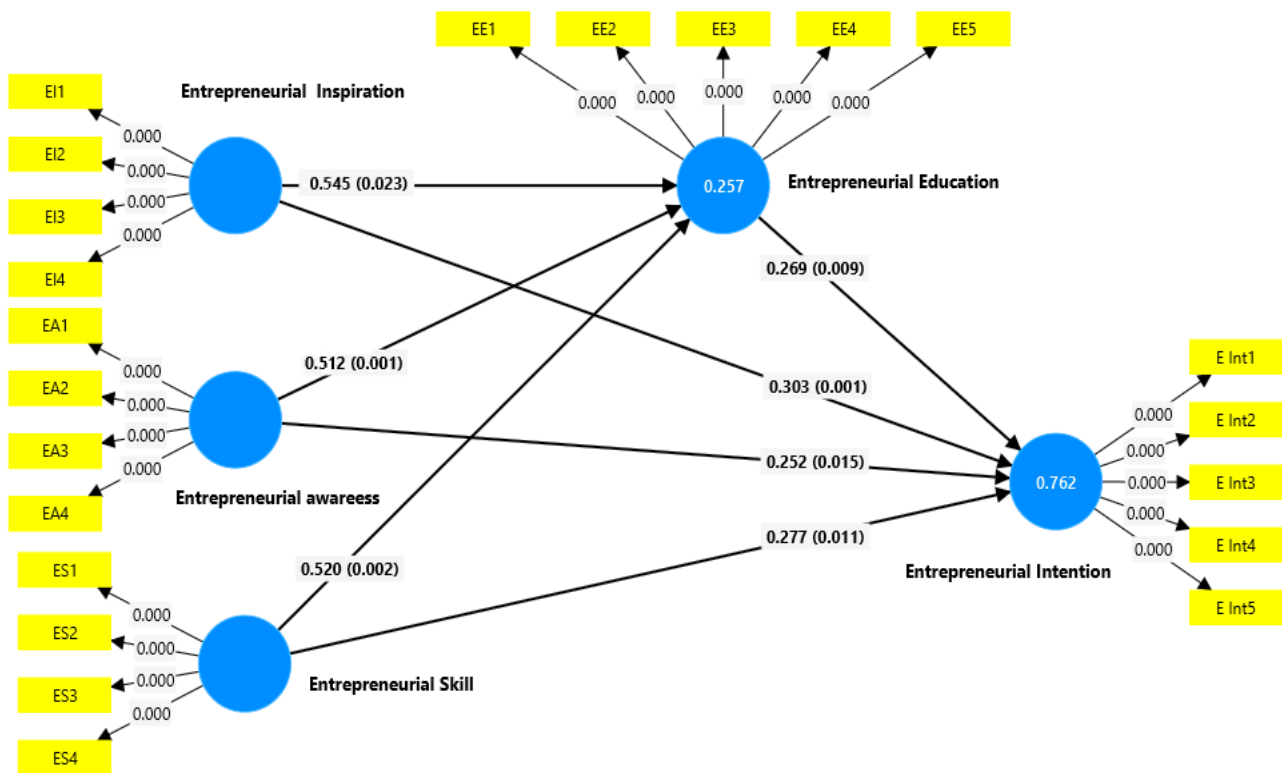 EE1
EE2
EE3
EE4
EE5
0.000
0.000
0.000
0.000
0.000
Entrepreneurial Inspiration
EI1
EI2
EI3
EI4
0.000
0.000
0.000
0.000
0.545 (0.023)
0.257
Entrepreneurial Education
0.269 (0.009)
EA1
EA2
EA3
EA4
0.000
0.000
0.000
0.000
0.512 (0.001)
0.303 (0.001)
0.252 (0.015)
Entrepreneurial awareess
0.762
E Int1
E Int2
E Int3
E Int4
E Int5
0.000
0.000
0.000
0.000
0.000
0.520 (0.002)
0.277 (0.011)
Entrepreneurial Intention
ES1
ES2
ES3
ES4
0.000
0.000
0.000
0.000
Entrepreneurial Skill